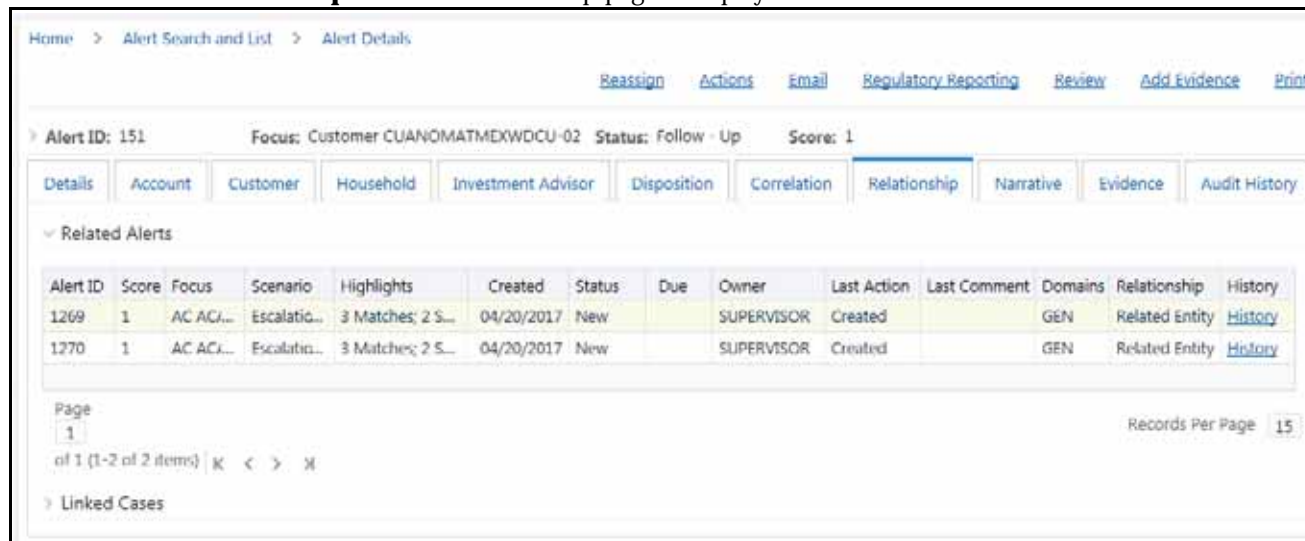 Home > Alert Search and List > Alert Details
Reassign Actions Email Regulatory Reporting Review Add Evidence Print
Alert ID: 151 Focus: Customer CUANOMATMEXWDCU-02 Status: Follow - Up Score: 1
Details Account Customer Household Investment Advisor Disposition Correlation Relationship Narrative Evidence Audit History
Related Alerts
Alert ID Score Focus Scenario Highlights Created Status Due Owner Last Action Last Comment Domains Relationship History
1269 1 AC AC... Escalatio... 3 Matches; 2 S... 04/20/2017 New SUPERVISOR Created GEN Related Entity History
1270 1 AC AC... Escalatio... 3 Matches; 2 S... 04/20/2017 New SUPERVISOR Created GEN Related Entity History
Page
1
Records Per Page 15
of 1 (1-2 of 2 items)
Linked Cases